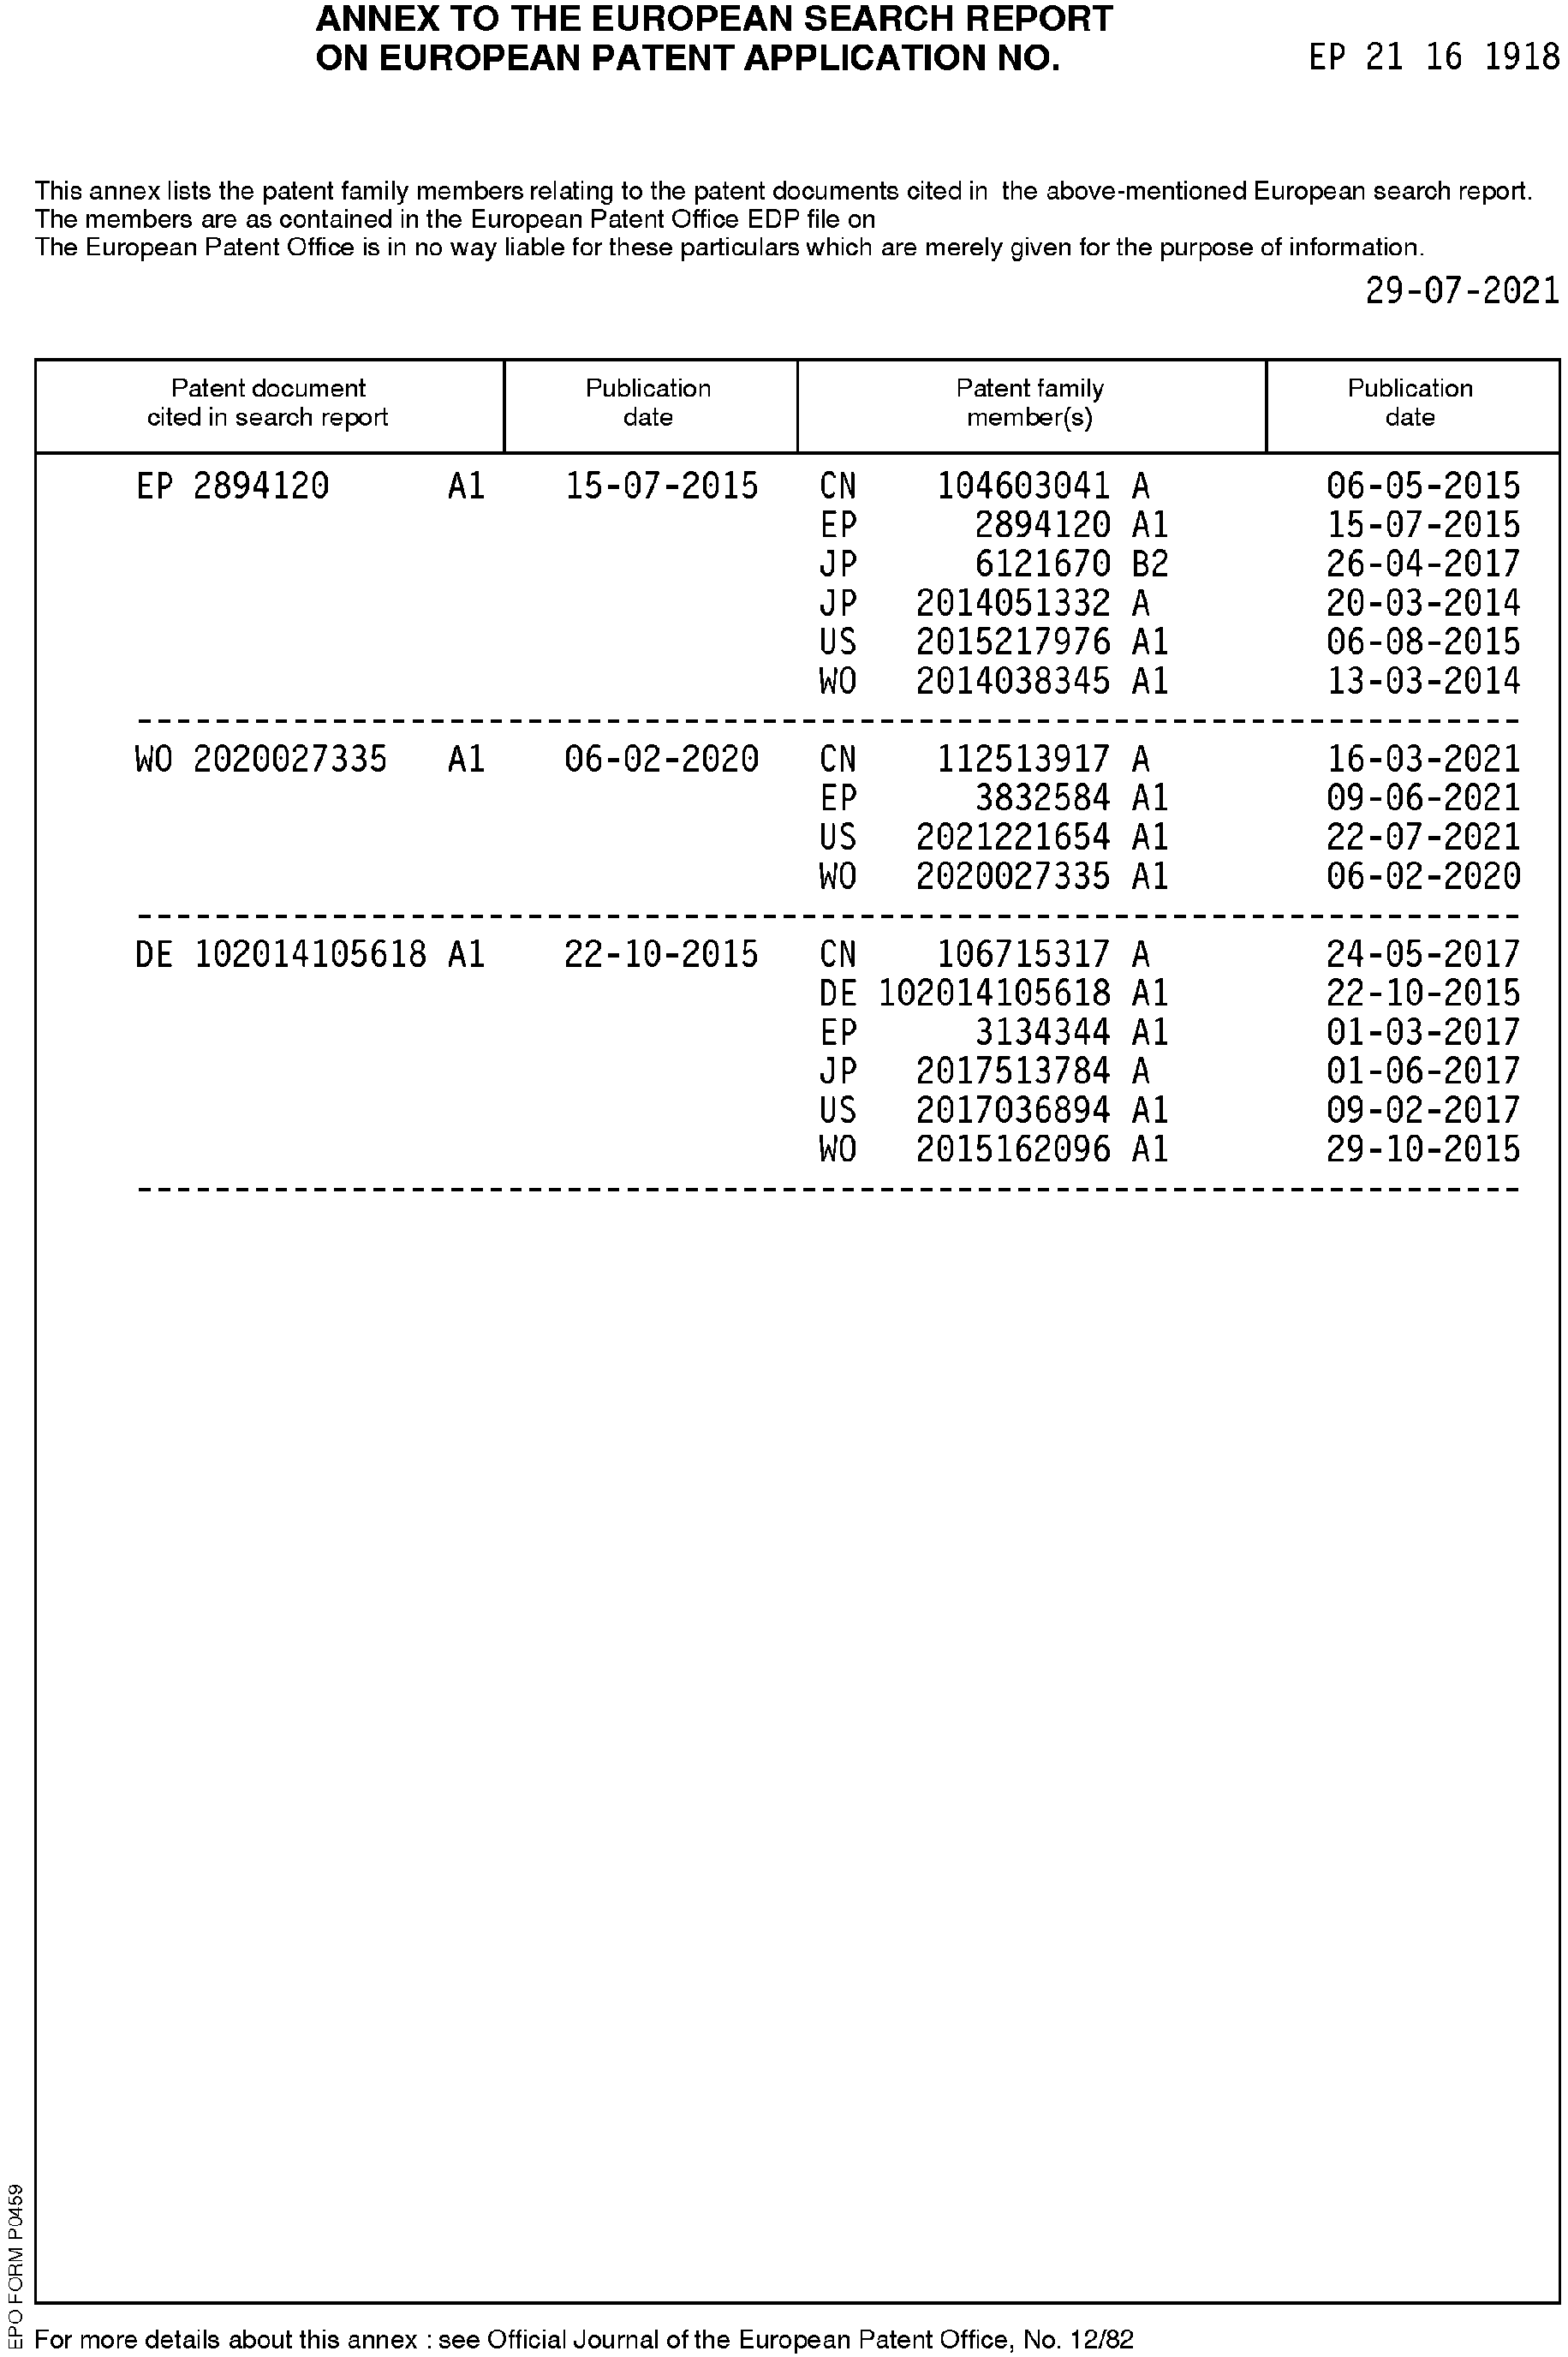 ANNEX TO THE EUROPEAN SEARCH REPORT
ON EUROPEAN PATENT APPLICATION NO. EP 21 16 1918
This annex lists the patent family members relating to the patent documents cited in the above-mentioned European search report.
The members are as contained in the European Patent Office EDP file on
The European Patent Office is in no way liable for these particulars which are merely given for the purpose of information.
29-07-2021
Patent document cited in search report Publication date Patent family member(s) Publication date
EP 2894120 A1 15-07-2015 CN 104603041 A 06-05-2015
EP 2894120 A1 15-07-2015
JP 6121670 B2 26-04-2017
JP 2014051332 A 20-03-2014
US 2015217976 A1 06-08-2015
WO 2014038345 A1 13-03-2014
WO 2020027335 A1 06-02-2020 CN 112513917 A 16-03-2021
EP 3832584 A1 09-06-2021
US 2021221654 A1 22-07-2021
WO 2020027335 A1 06-02-2020
DE 102014105618 A1 22-10-2015 CN 106715317 A 24-05-2017
DE 102014105618 A1 22-10-2015
EP 3134344 A1 01-03-2017
JP 2017513784 A 01-06-2017
US 2017036894 A1 09-02-2017
WO 2015162096 A1 29-10-2015
EPO FORM P0459
For more details about this annex : see Official Journal of the European Patent Office, No. 12/82